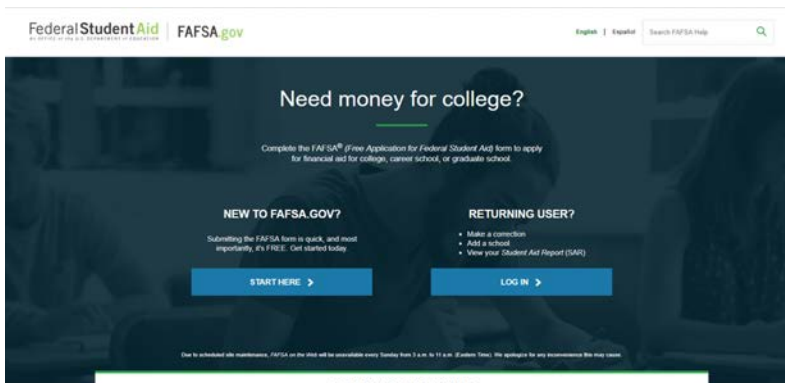 Federal Student Aid
FAFSA.gov
English | Español
Search FAFSA Help
Need money for college?
Complete the FAFSA® (Free Application for Federal Student Aid) form to apply
for financial aid for college, career school, or graduate school.
NEW TO FAFSA.GOV?
Submitting the FAFSA form is quick, and most
importantly, it's FREE. Get started today.
START HERE
RETURNING USER?
• Make a correction
• Add a school
• View your Student Aid Report (SAR)
LOG IN
Due to scheduled site maintenance, FAFSA on the Web will be unavailable every Sunday from 3 a.m. to 11 a.m. (Eastern Time). We apologize for any inconvenience this may cause.